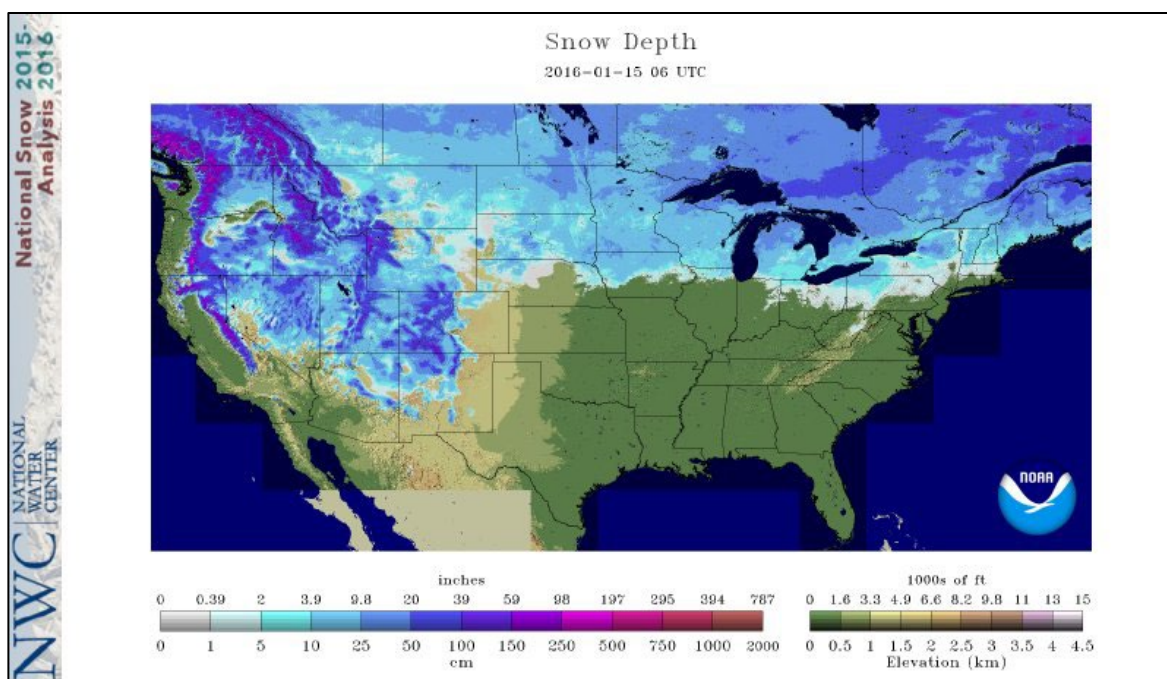 National Snow 2015-
Analysis 2016
NWC | NATIONAL
WATER
CENTER
Snow Depth
2016-01-15 06 UTC
NOAA
inches
0 0.39 2 3.9 9.8 20 39 59 98 197 295 394 787
0 1 5 10 25 50 100 150 250 500 750 1000 2000
cm
1000s of ft
0 1.6 3.3 4.9 6.6 8.2 9.8 11 13 15
0 0.5 1 1.5 2 2.5 3 3.5 4 4.5
Elevation (km)